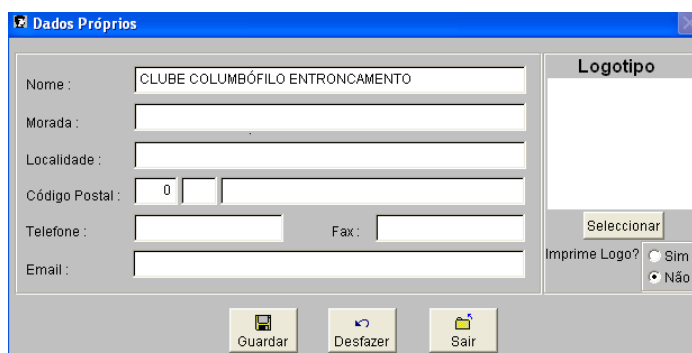 Dados Próprios
Nome : CLUBE COLUMBÓFILO ENTRONCAMENTO
Morada :
Localidade :
Código Postal : 0
Telefone : Fax :
Email :
Logotipo
Seleccionar
Imprime Logo? Sim
Não
Guardar Desfazer Sair